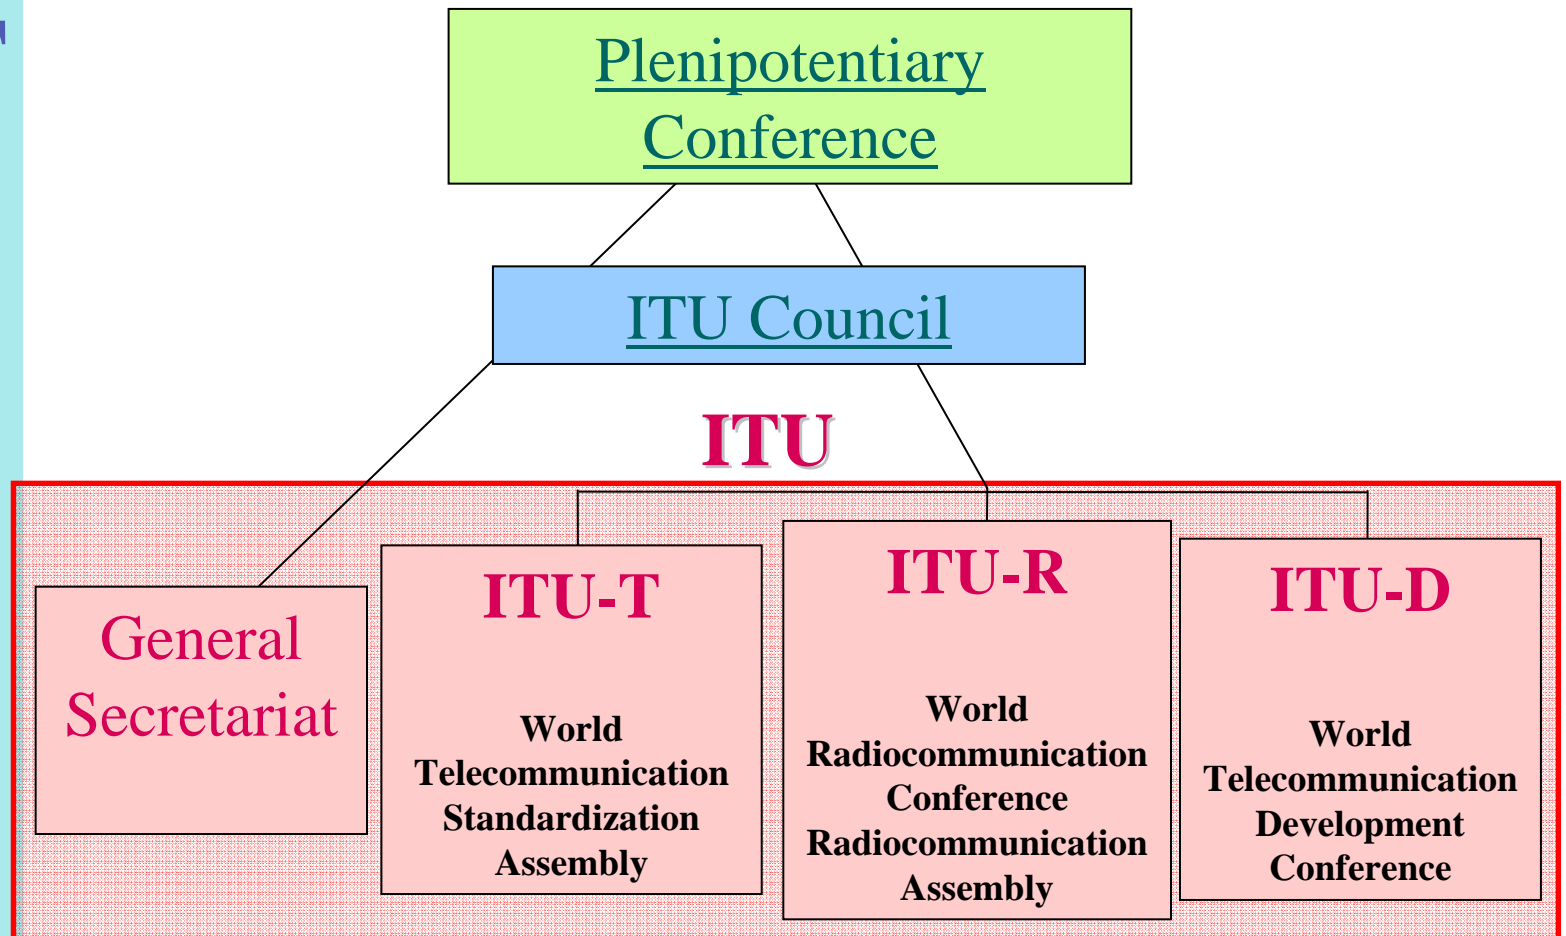 Plenipotentiary
Conference
ITU Council
ITU
General
Secretariat
ITU-T
World
Telecommunication
Standardization
Assembly
ITU-R
World
Radiocommunication
Conference
Radiocommunication
Assembly
ITU-D
World
Telecommunication
Development
Conference